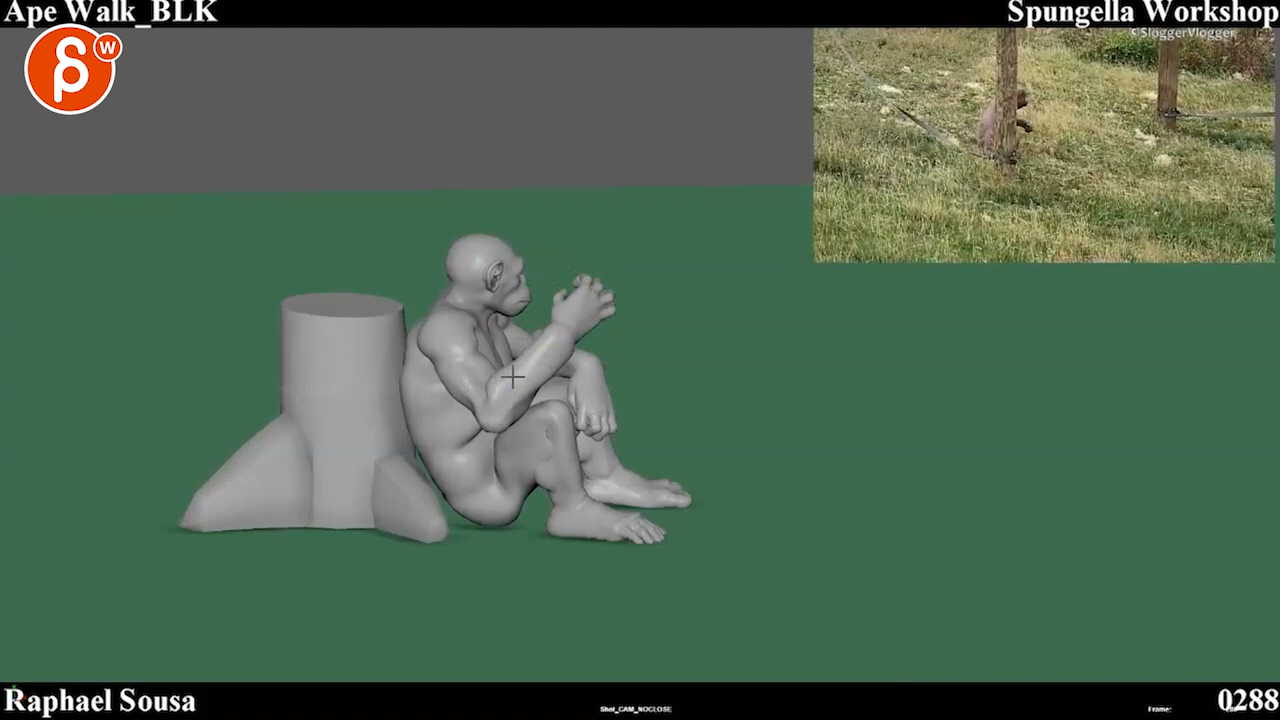 Ape Walk_BLK
Spungella Workshop
©SloggerVlogger
W
Raphael Sousa
Shot_CAM_NOCLOSE
Frame:
0288